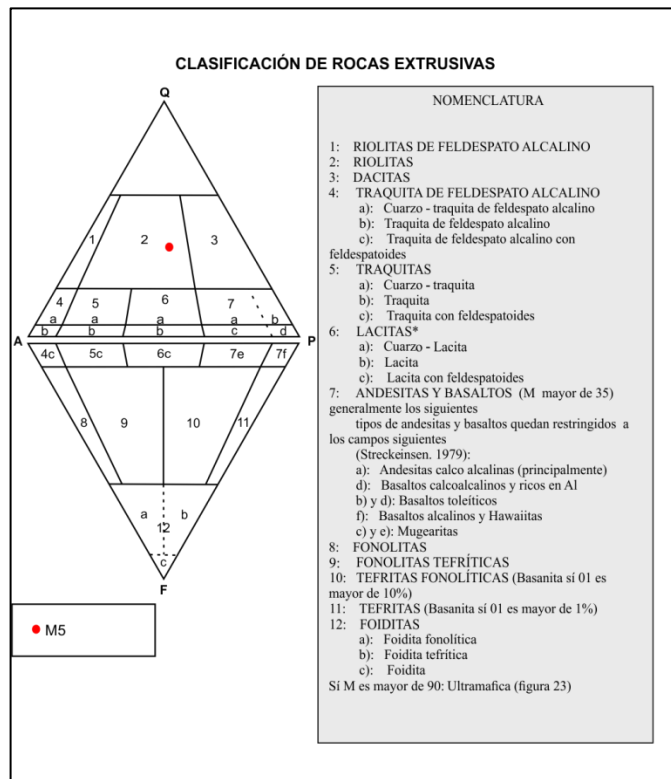 CLASIFICACIÓN DE ROCAS EXTRUSIVAS
Q
1
2
3
4
5
6
7
a
a
a
a
b
b
b
b
c
d
A
P
4c
5c
6c
7e
7f
8
9
10
11
a
b
12
c
F
M5
NOMENCLATURA
1: RIOLITAS DE FELDESPATO ALCALINO
2: RIOLITAS
3: DACITAS
4: TRAQUITA DE FELDESPATO ALCALINO
a): Cuarzo - traquita de feldespato alcalino
b): Traquita de feldespato alcalino
c): Traquita de feldespato alcalino con
feldespatoides
5: TRAQUITAS
a): Cuarzo - traquita
b): Traquita
c): Traquita con feldespatoides
6: LACITAS*
a): Cuarzo - Lacita
b): Lacita
c): Lacita con feldespatoides
7: ANDESITAS Y BASALTOS (M mayor de 35)
generalmente los siguientes
tipos de andesitas y basaltos quedan restringidos a
los campos siguientes
(Streckeinsen. 1979):
a): Andesitas calco alcalinas (principalmente)
d): Basaltos calcoalcalinos y ricos en Al
b) y d): Basaltos toleíticos
f): Basaltos alcalinos y Hawaiitas
c) y e): Mugearitas
8: FONOLITAS
9: FONOLITAS TEFRÍTICAS
10: TEFRITAS FONOLÍTICAS (Basanita sí 01 es
mayor de 10%)
11: TEFRITAS (Basanita sí 01 es mayor de 1%)
12: FOIDITAS
a): Foidita fonolítica
b): Foidita tefrítica
c): Foidita
Sí M es mayor de 90: Ultramafica (figura 23)